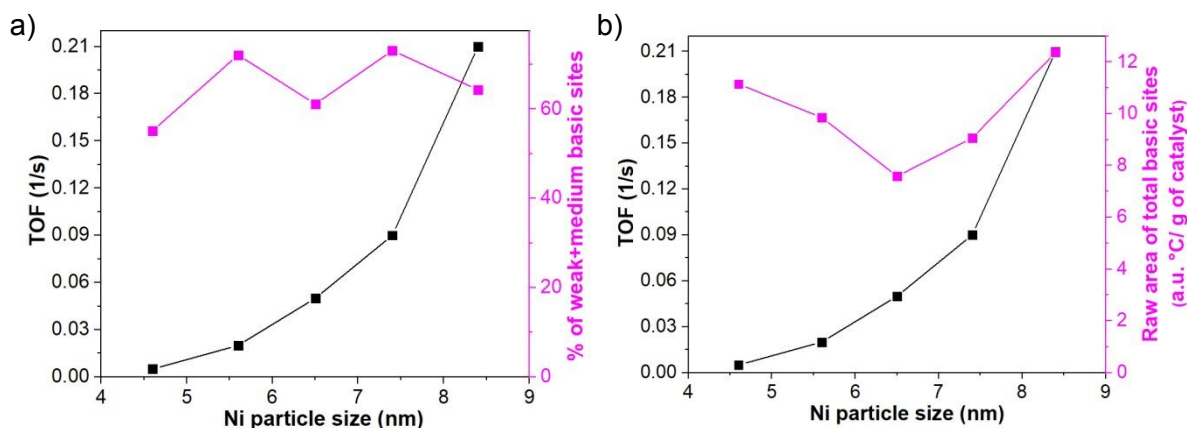 a)
TOF (1/s)
0.21
0.18
0.15
0.12
0.09
0.06
0.03
0.00
4 5 6 7 8 9
Ni particle size (nm)
60
40
20
0
% of weak+medium basic sites
b)
TOF (1/s)
0.21
0.18
0.15
0.12
0.09
0.06
0.03
0.00
4 5 6 7 8 9
Ni particle size (nm)
12
10
8
6
4
2
0
Raw area of total basic sites
(a.u. °C/ g of catalyst)